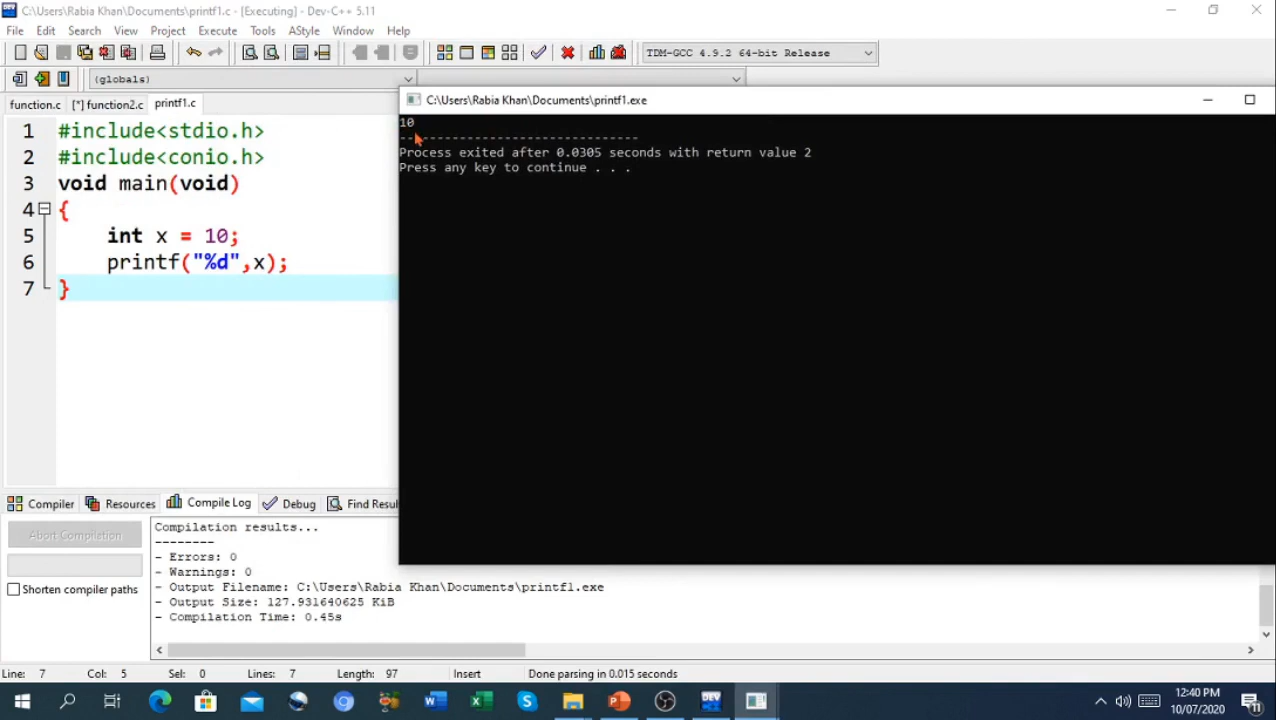 C:\Users\Rabia Khan\Documents\printf1.c - [Executing] - Dev-C++ 5.11
File Edit Search View Project Execute Tools AStyle Window Help
TDM-GCC 4.9.2 64-bit Release
(globals)
function.c [*] function2.c printf1.c
C:\Users\Rabia Khan\Documents\printf1.exe
1 #include<stdio.h>
2 #include<conio.h>
3 void main(void)
4 {
5 int x = 10;
6 printf("%d",x);
7 }
10
--------------------------------
Process exited after 0.0305 seconds with return value 2
Press any key to continue . . .
Compiler Resources Compile Log Debug Find Resu
Abort Compilation
Shorten compiler paths
Compilation results...
--------
- Errors: 0
- Warnings: 0
- Output Filename: C:\Users\Rabia Khan\Documents\printf1.exe
- Output Size: 127.931640625 KiB
- Compilation Time: 0.45s
Line: 7 Col: 5 Sel: 0 Lines: 7 Length: 97 Insert Done parsing in 0.015 seconds
12:40 PM
10/07/2020